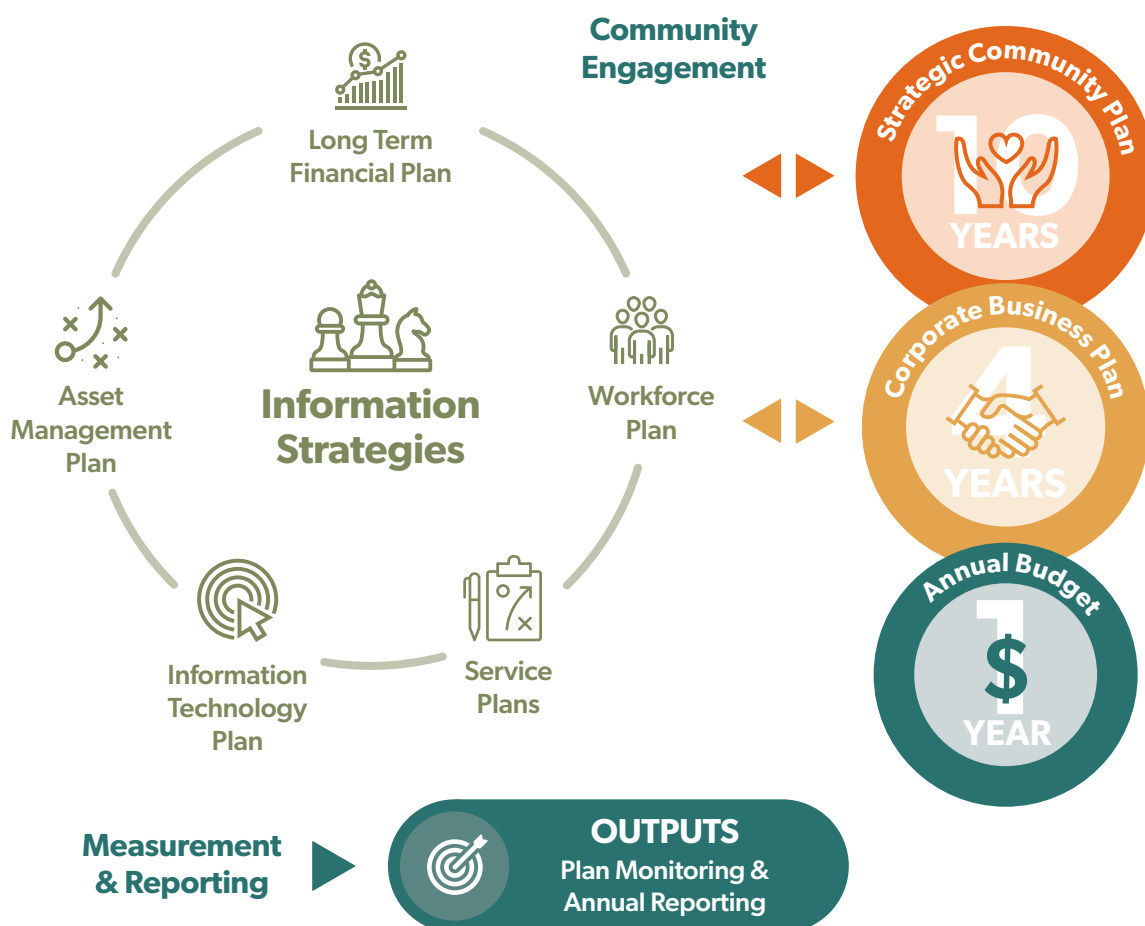 Community
Engagement
Strategic Community Plan
10
YEARS
Long Term
Financial Plan
Information
Strategies
Asset
Management
Plan
Workforce
Plan
Corporate Business Plan
4
YEARS
Information
Technology
Plan
Service
Plans
Annual Budget
1
$
YEAR
Measurement
& Reporting
OUTPUTS
Plan Monitoring &
Annual Reporting